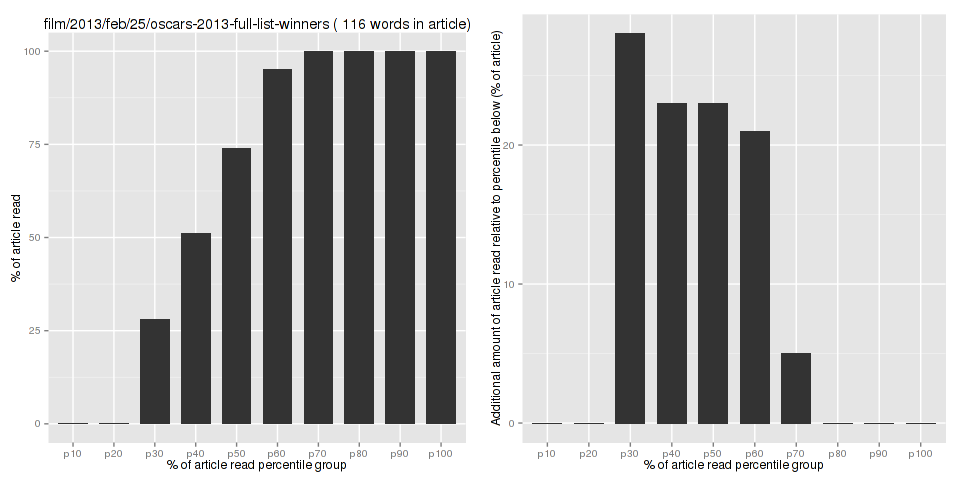 film/2013/feb/25/oscars-2013-full-list-winners ( 116 words in article)
% of article read
100
75
50
25
0
p10 p20 p30 p40 p50 p60 p70 p80 p90 p100
% of article read percentile group
Additional amount of article read relative to percentile below (% of article)
20
10
0
p10 p20 p30 p40 p50 p60 p70 p80 p90 p100
% of article read percentile group